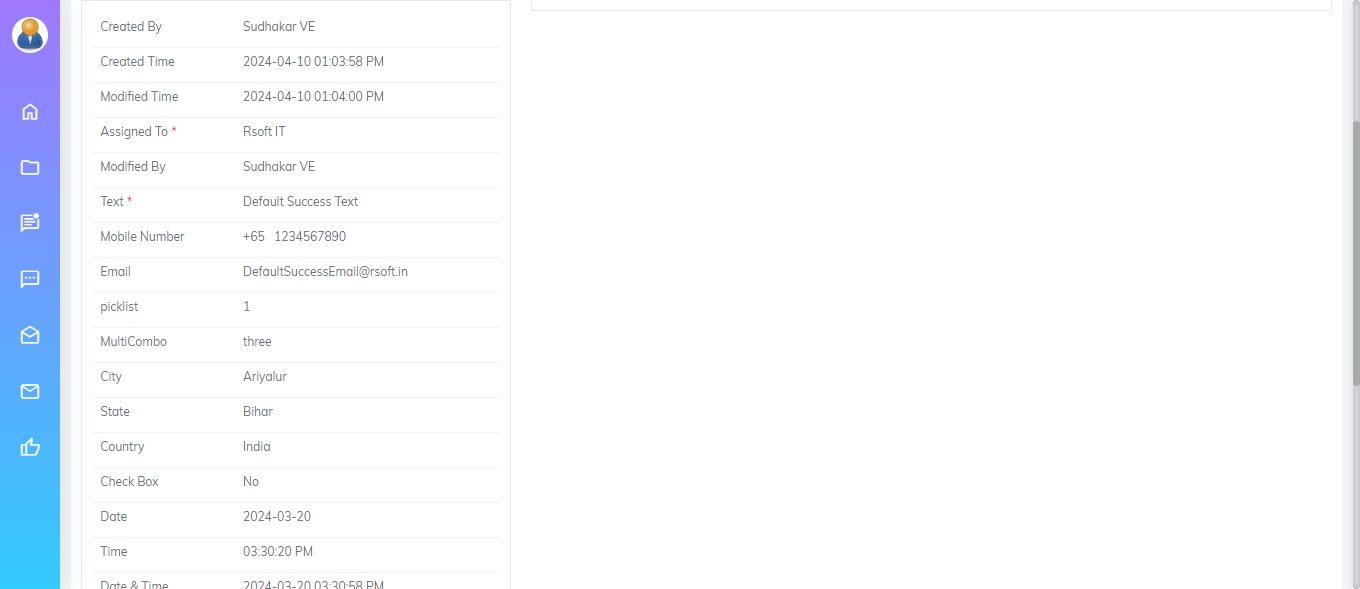 Created By Sudhakar VE
Created Time 2024-04-10 01:03:58 PM
Modified Time 2024-04-10 01:04:00 PM
Assigned To * Rsoft IT
Modified By Sudhakar VE
Text * Default Success Text
Mobile Number +65 1234567890
Email DefaultSuccessEmail@rsoft.in
picklist 1
MultiCombo three
City Ariyalur
State Bihar
Country India
Check Box No
Date 2024-03-20
Time 03:30:20 PM
Date & Time 2024-03-20 03:30:58 PM